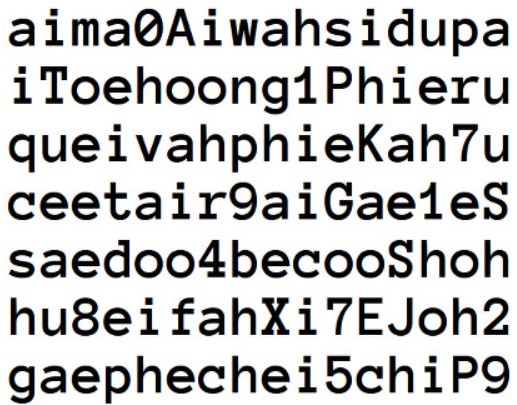 aima0Aiwahsidupa
iToehoong1Phieru
queivahphieKah7u
ceetair9aiGae1eS
saedoo4becooShoh
hu8eifahXi7EJoh2
gaephechei5chiP9